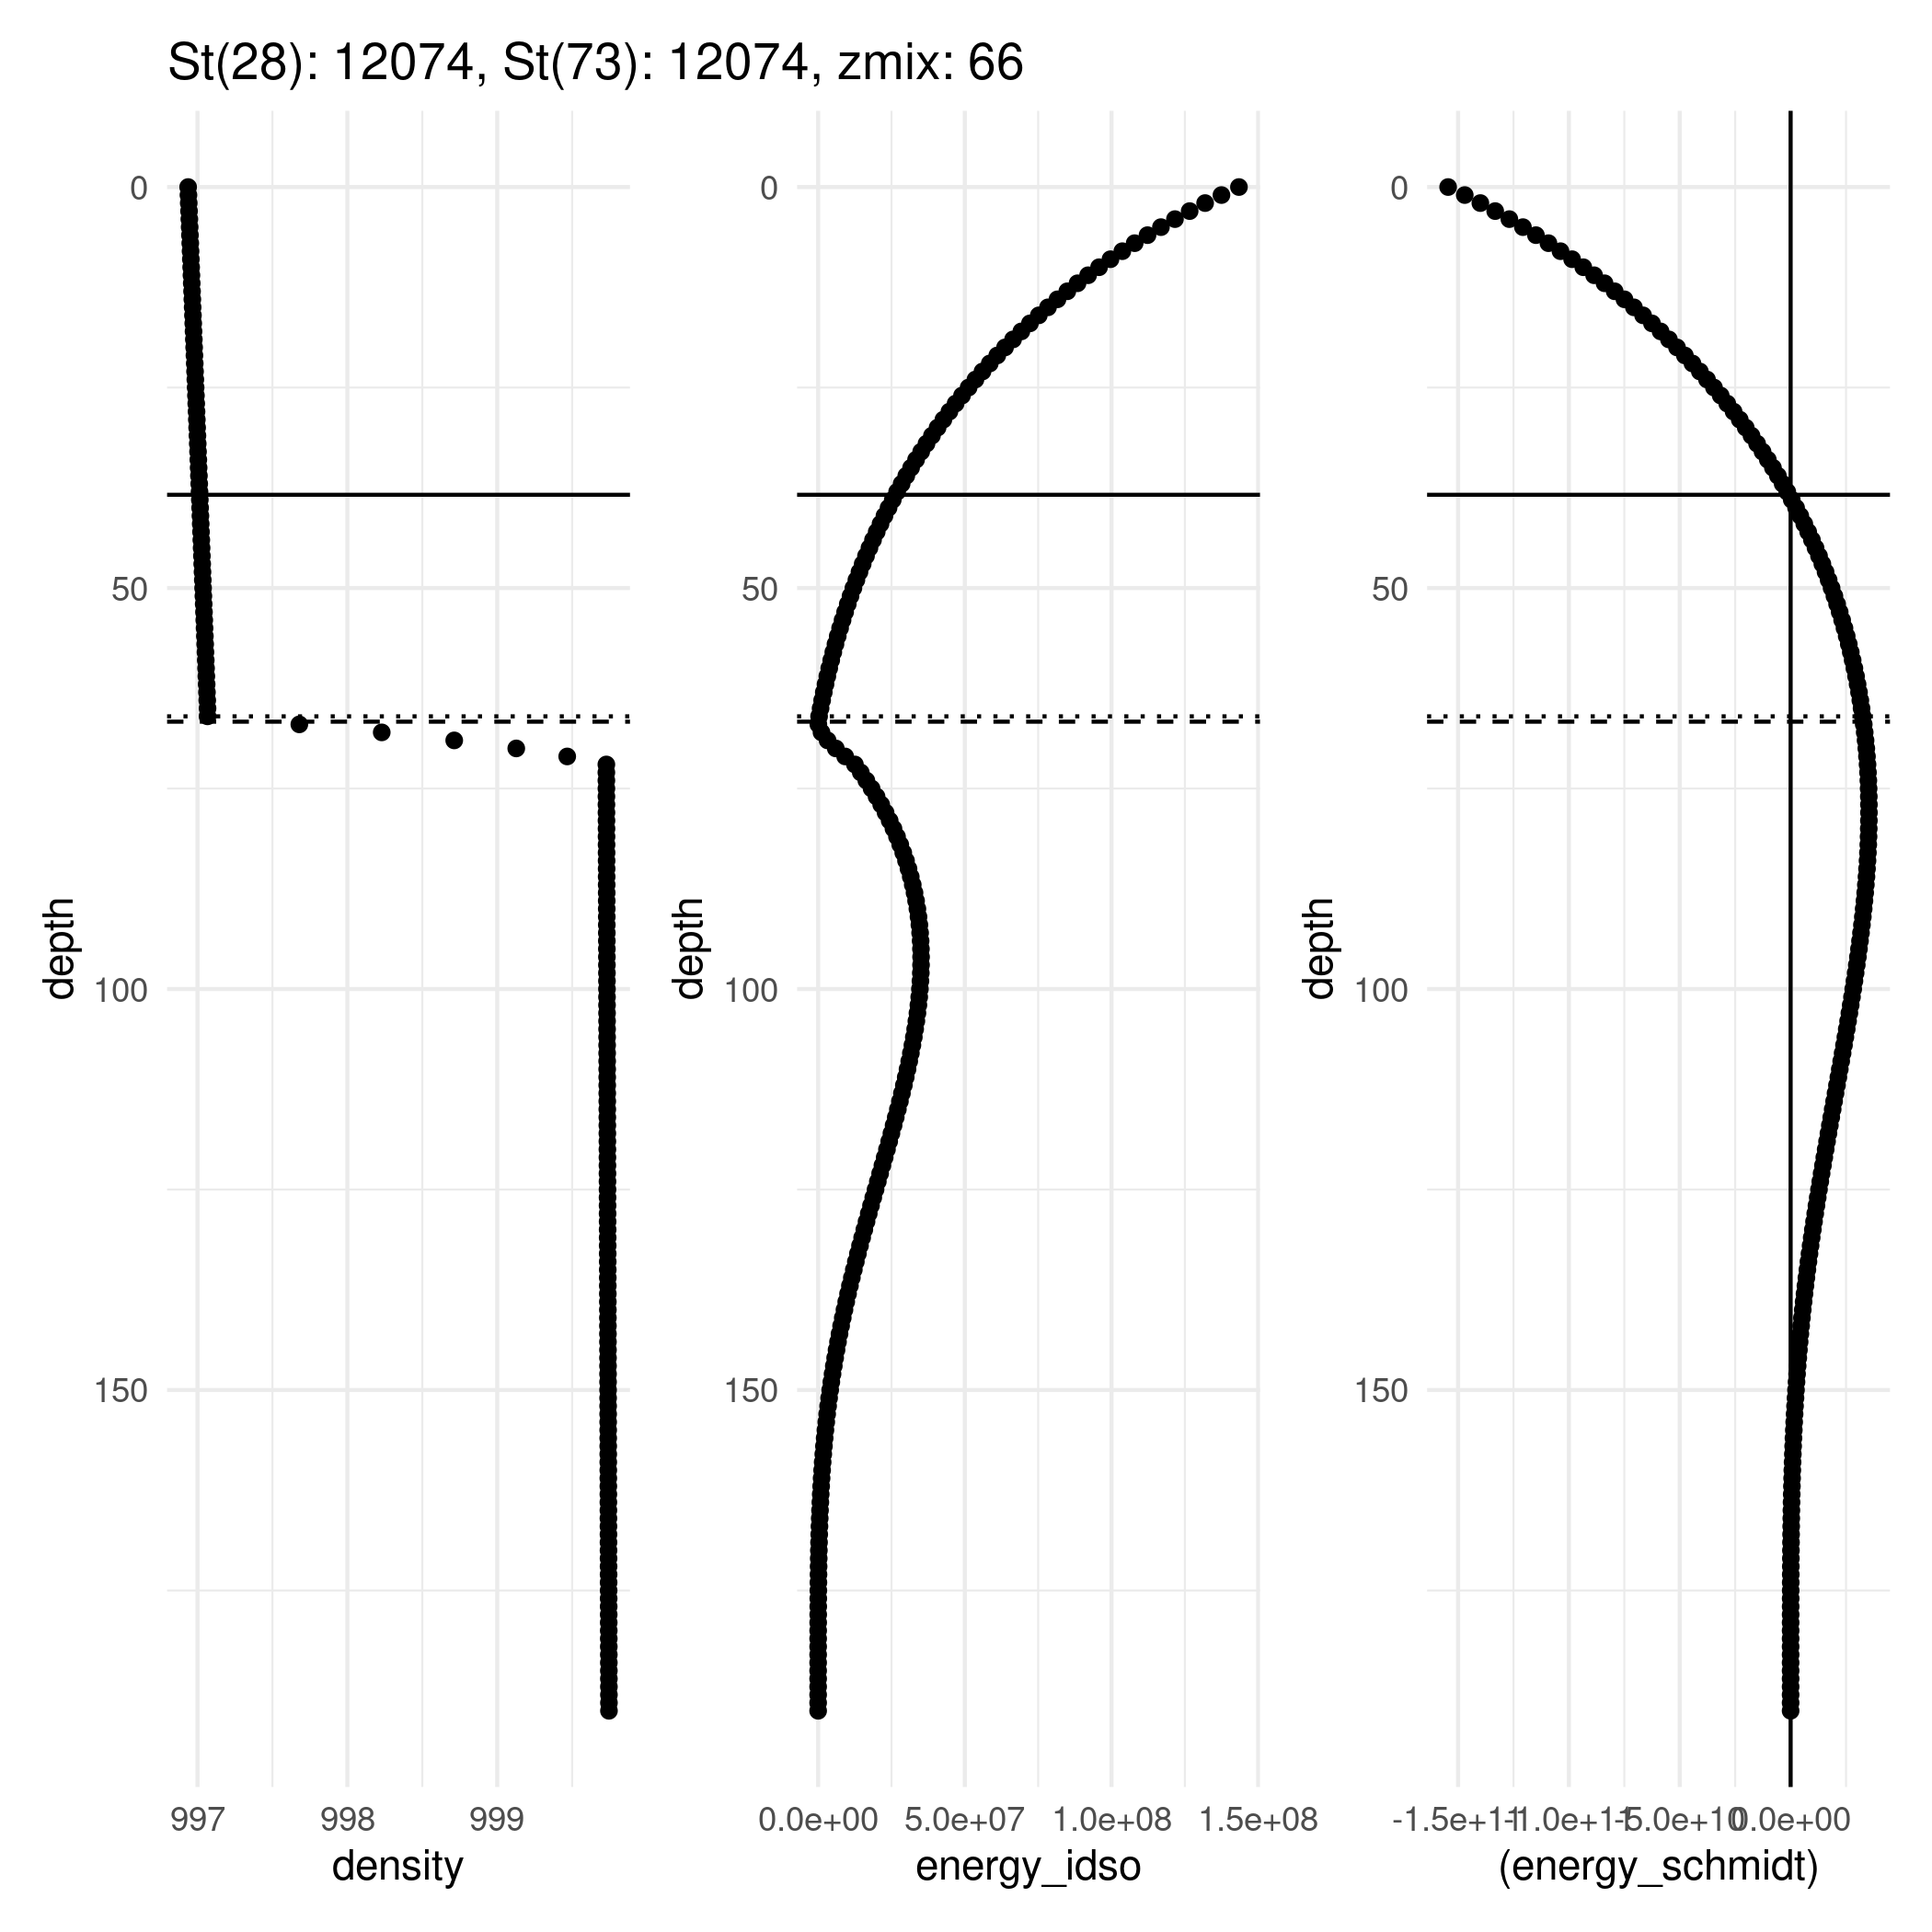 St(28): 12074, St(73): 12074, zmix: 66
0
50
100
150
depth
997 998 999
density
0
50
100
150
depth
0.0e+00 5.0e+07 1.0e+08 1.5e+08
energy_idso
0
50
100
150
depth
-1.5e+11 -1.0e+11 -5.0e+10 0.0e+00
(energy_schmidt)